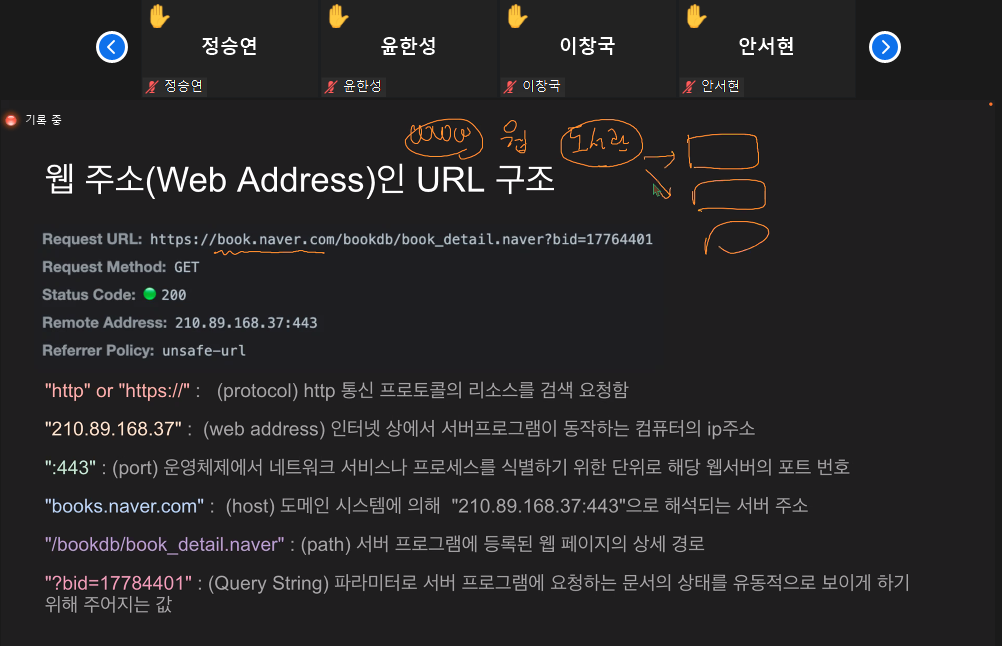 정승연
윤한성
이창국
안서현
정승연
윤한성
이창국
안서현
기록 중
www 웹 도서관
웹 주소(Web Address)인 URL 구조
Request URL: https://book.naver.com/bookdb/book_detail.naver?bid=17764401
Request Method: GET
Status Code: 200
Remote Address: 210.89.168.37:443
Referrer Policy: unsafe-url
"http" or "https://" : (protocol) http 통신 프로토콜의 리소스를 검색 요청함
"210.89.168.37" : (web address) 인터넷 상에서 서버프로그램이 동작하는 컴퓨터의 ip주소
":443" : (port) 운영체제에서 네트워크 서비스나 프로세스를 식별하기 위한 단위로 해당 웹서버의 포트 번호
"books.naver.com" : (host) 도메인 시스템에 의해 "210.89.168.37:443"으로 해석되는 서버 주소
"/bookdb/book_detail.naver" : (path) 서버 프로그램에 등록된 웹 페이지의 상세 경로
"?bid=17784401" : (Query String) 파라미터로 서버 프로그램에 요청하는 문서의 상태를 유동적으로 보이게 하기
위해 주어지는 값